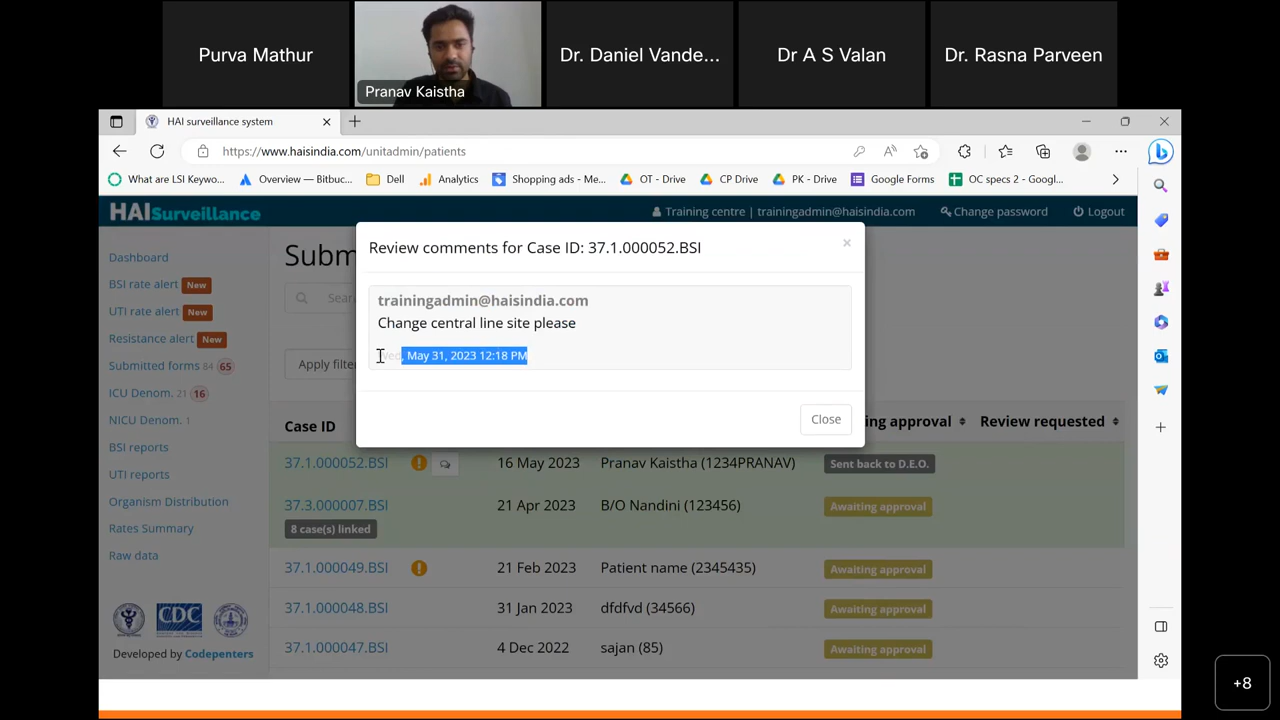 Purva Mathur
Pranav Kaistha
Dr. Daniel Vande...
Dr A S Valan
Dr. Rasna Parveen
HAI surveillance system
https://www.haisindia.com/unitadmin/patients
What are LSI Keywo...
Overview — Bitbuc...
Dell
Analytics
Shopping ads - Me...
OT - Drive
CP Drive
PK - Drive
Google Forms
OC specs 2 - Googl...
HAISurveillance
Training centre | trainingadmin@haisindia.com
Change password
Logout
Dashboard
BSI rate alert New
UTI rate alert New
Resistance alert New
Submitted forms 84 65
ICU Denom. 21 16
NICU Denom. 1
BSI reports
UTI reports
Organism Distribution
Rates Summary
Raw data
CDC
Developed by Codepenters
Subm
Sear
Apply filter
Review comments for Case ID: 37.1.000052.BSI
×
trainingadmin@haisindia.com
Change central line site please
Wed, May 31, 2023 12:18 PM
Close
Case ID
ng approval
Review requested
37.1.000052.BSI 16 May 2023 Pranav Kaistha (1234PRANAV) Sent back to D.E.O.
37.3.000007.BSI 21 Apr 2023 B/O Nandini (123456) Awaiting approval
8 case(s) linked
37.1.000049.BSI 21 Feb 2023 Patient name (2345435) Awaiting approval
37.1.000048.BSI 31 Jan 2023 dfdfvd (34566) Awaiting approval
37.1.000047.BSI 4 Dec 2022 sajan (85) Awaiting approval
+8